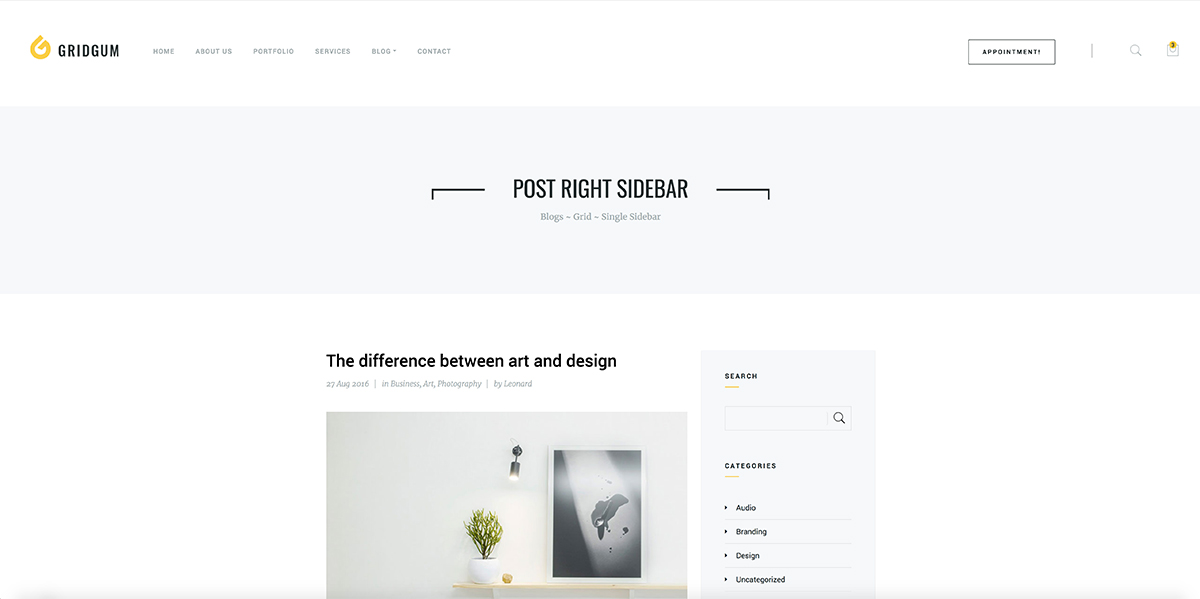 GRIDGUM
HOME ABOUT US PORTFOLIO SERVICES BLOG CONTACT
APPOINTMENT!
3
POST RIGHT SIDEBAR
Blogs ~ Grid ~ Single Sidebar
The difference between art and design
27 Aug 2016 | in Business, Art, Photography | by Leonard
SEARCH
CATEGORIES
Audio
Branding
Design
Uncategorized